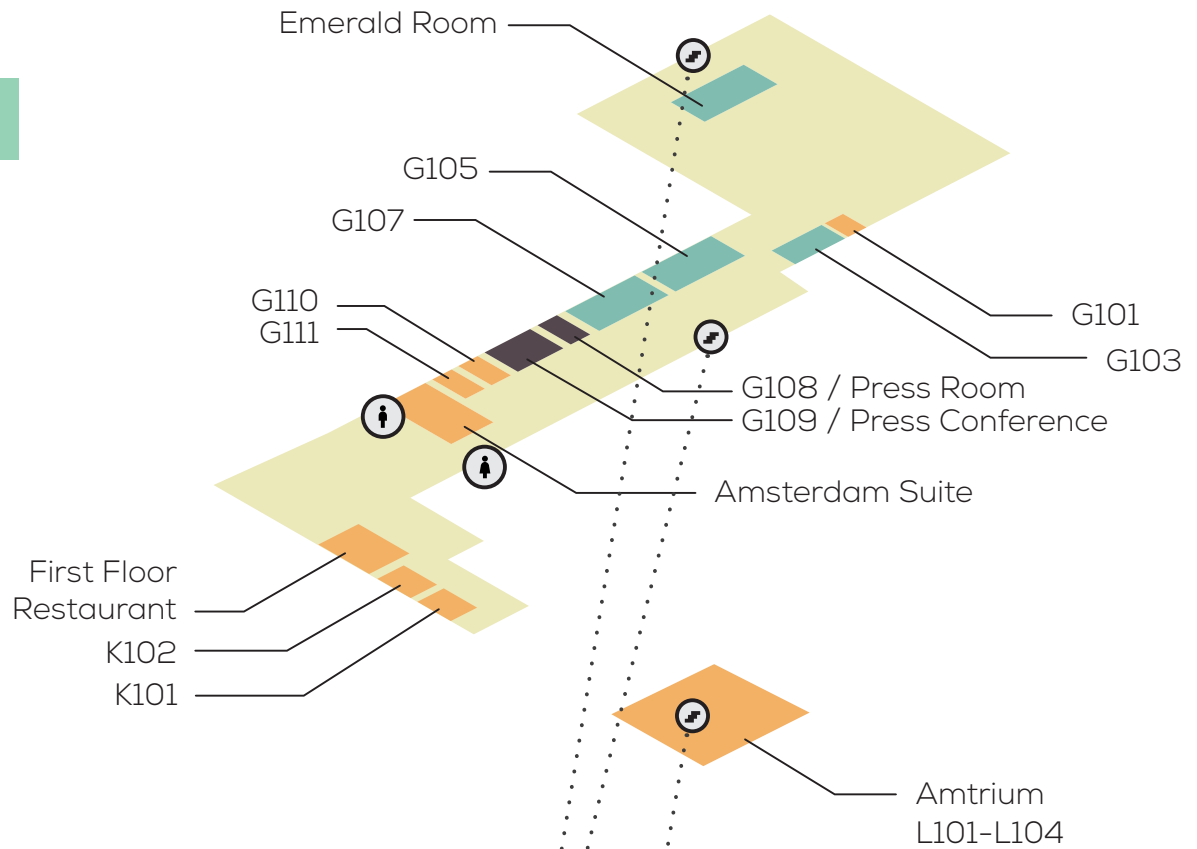 Emerald Room
G105
G107
G110
G111
G101
G103
G108 / Press Room
G109 / Press Conference
Amsterdam Suite
First Floor
Restaurant
K102
K101
Amtrium
L101-L104